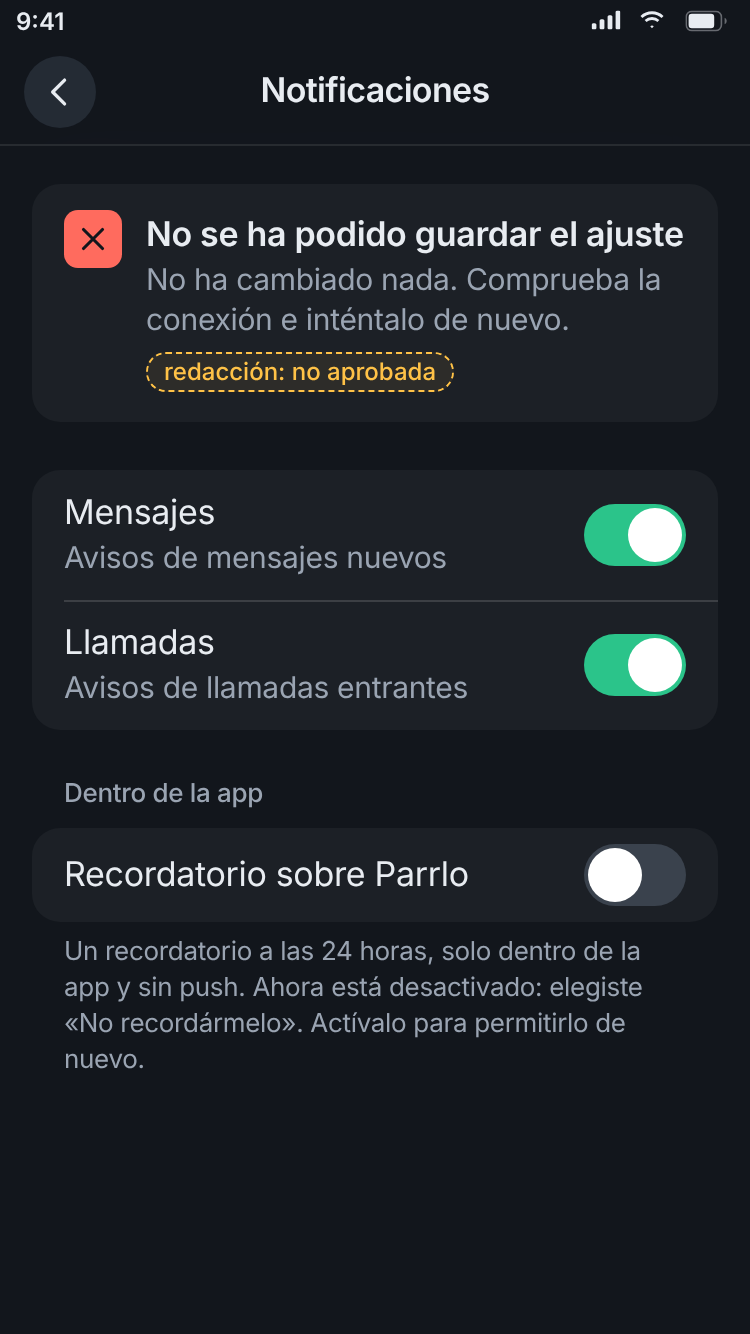 9:41
Notificaciones
No se ha podido guardar el ajuste
No ha cambiado nada. Comprueba la
conexión e inténtalo de nuevo.
redacción: no aprobada
Mensajes
Avisos de mensajes nuevos
Llamadas
Avisos de llamadas entrantes
Dentro de la app
Recordatorio sobre Parrlo
Un recordatorio a las 24 horas, solo dentro de la
app y sin push. Ahora está desactivado: elegiste
«No recordármelo». Actívalo para permitirlo de
nuevo.